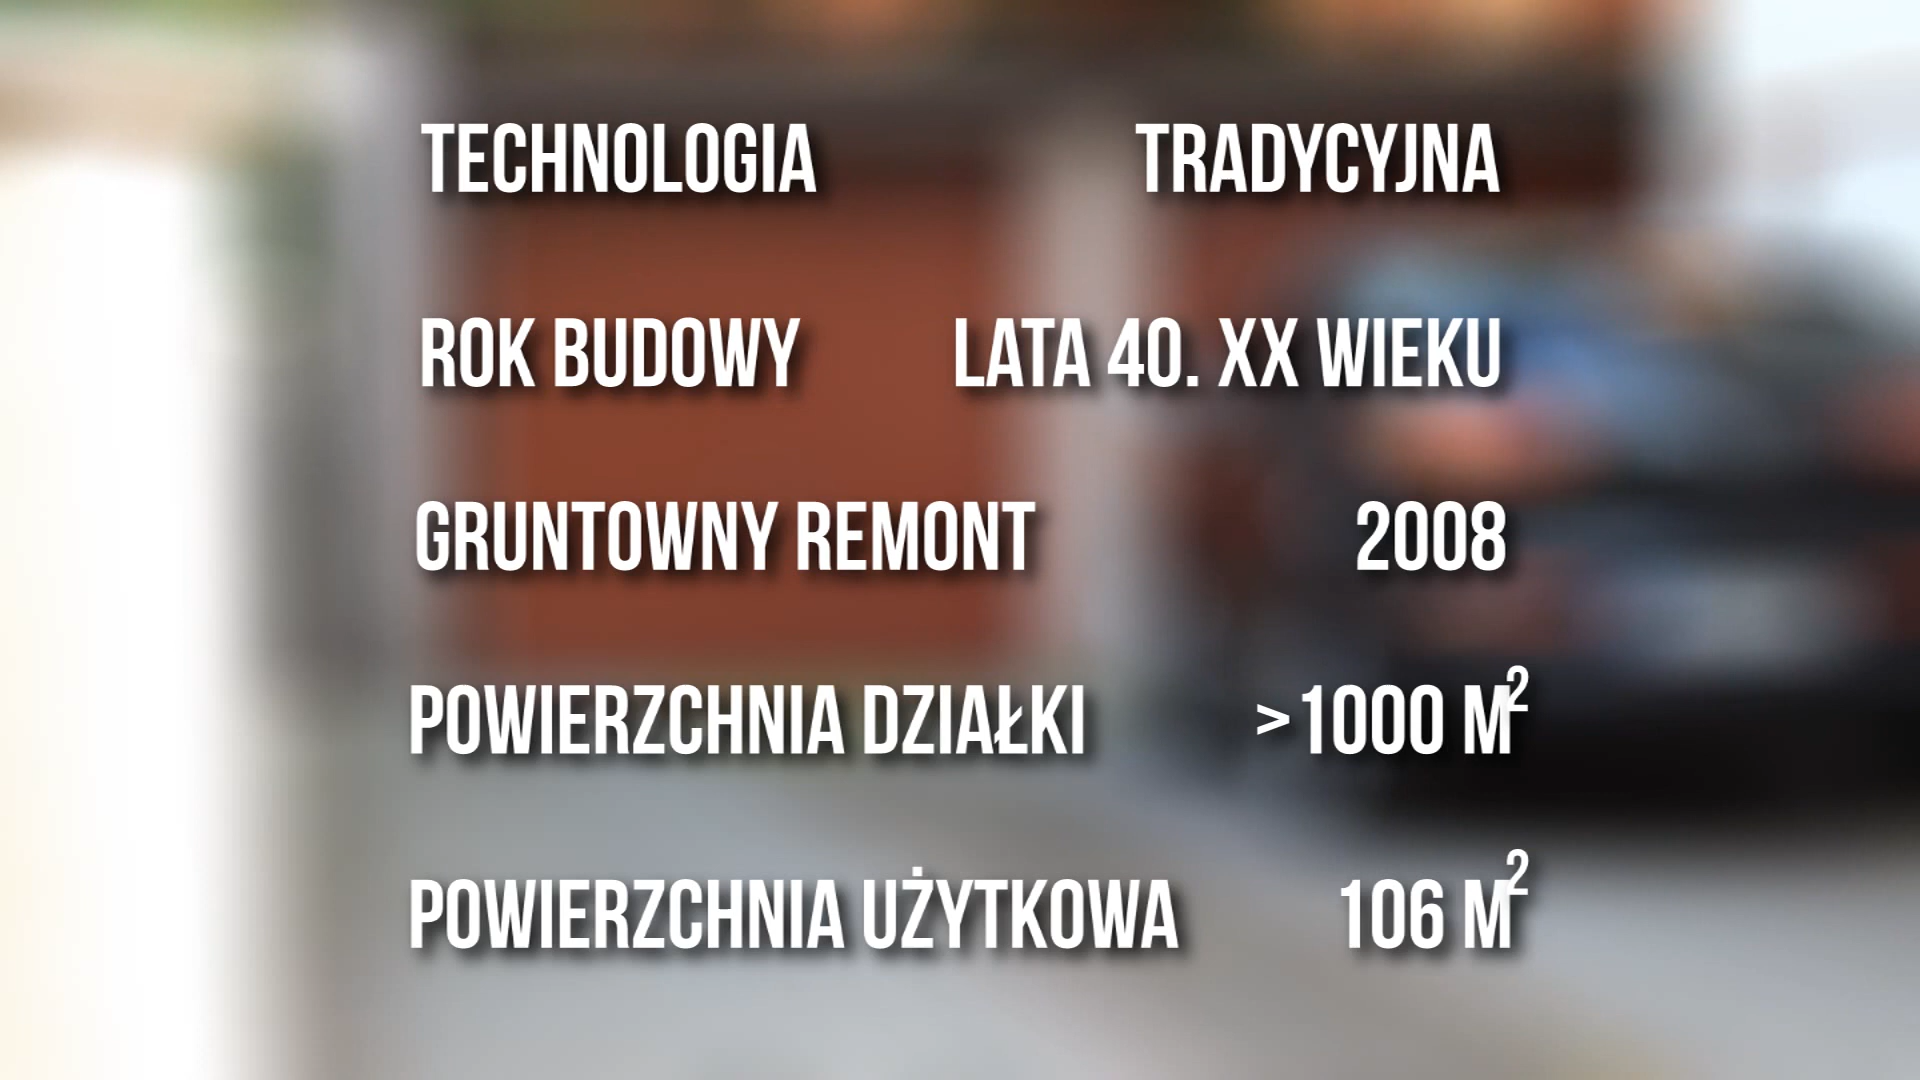 TECHNOLOGIA TRADYCYJNA
ROK BUDOWY LATA 40. XX WIEKU
GRUNTOWNY REMONT 2008
POWIERZCHNIA DZIAŁKI >1000 M²
POWIERZCHNIA UŻYTKOWA 106 M²